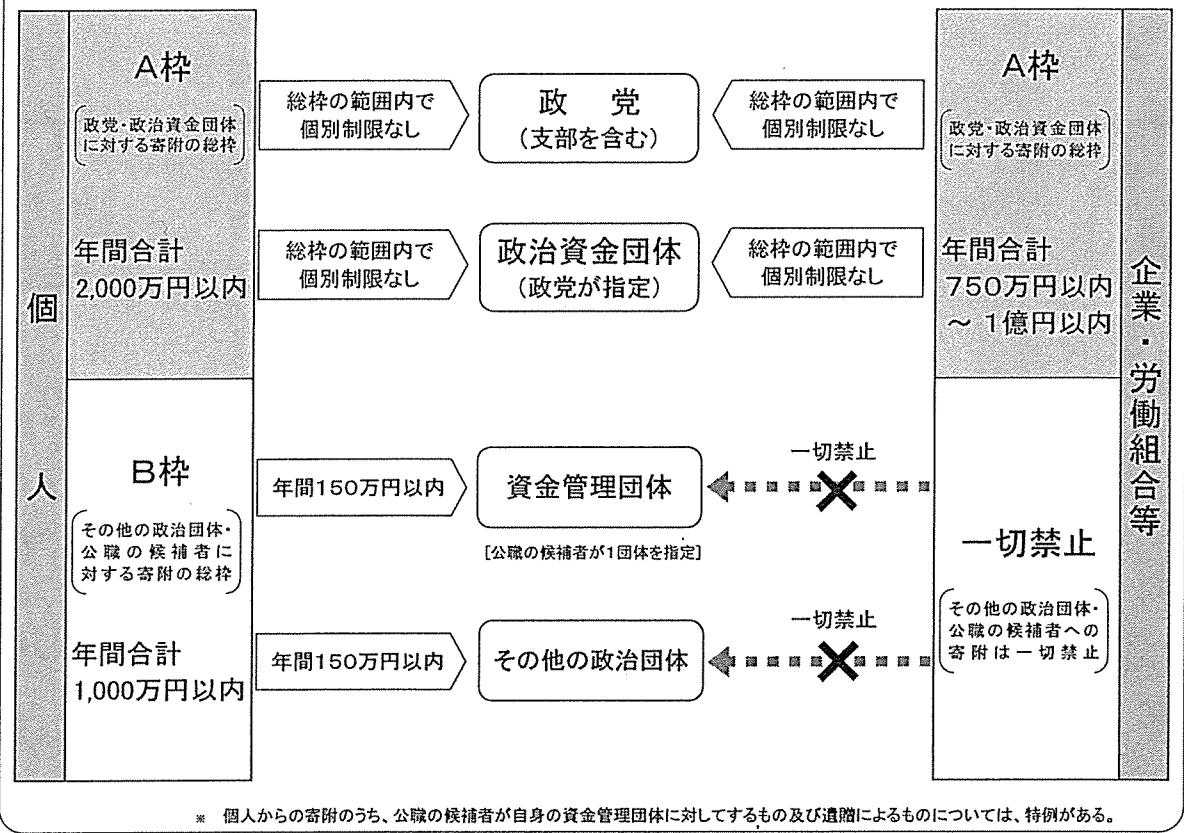 個人
A枠
政党・政治資金団体
に対する寄附の総枠
年間合計
2,000万円以内
B枠
その他の政治団体・
公職の候補者に
対する寄附の総枠
年間合計
1,000万円以内
総枠の範囲内で
個別制限なし
政 党
(支部を含む)
総枠の範囲内で
個別制限なし
総枠の範囲内で
個別制限なし
政治資金団体
(政党が指定)
総枠の範囲内で
個別制限なし
年間150万円以内
資金管理団体
[公職の候補者が1団体を指定]
一切禁止
年間150万円以内
その他の政治団体
一切禁止
A枠
政党・政治資金団体
に対する寄附の総枠
年間合計
750万円以内
～ 1億円以内
一切禁止
その他の政治団体・
公職の候補者への
寄附は一切禁止
企業・労働組合等
※ 個人からの寄附のうち、公職の候補者が自身の資金管理団体に対してするもの及び遺贈によるものについては、特例がある。